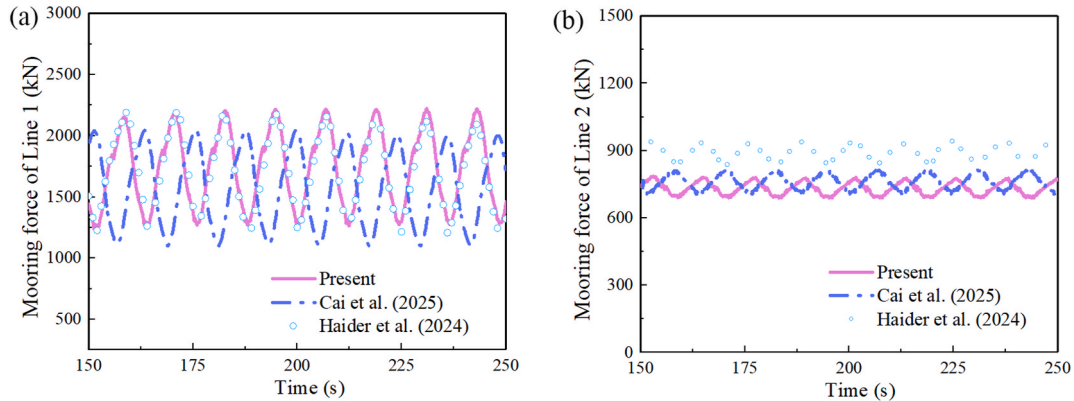 (a)
Mooring force of Line 1 (kN)
3000
2500
2000
1500
1000
500
Present
Cai et al. (2025)
Haider et al. (2024)
150 175 200 225 250
Time (s)
(b)
Mooring force of Line 2 (kN)
1500
1200
900
600
300
0
Present
Cai et al. (2025)
Haider et al. (2024)
150 175 200 225 250
Time (s)